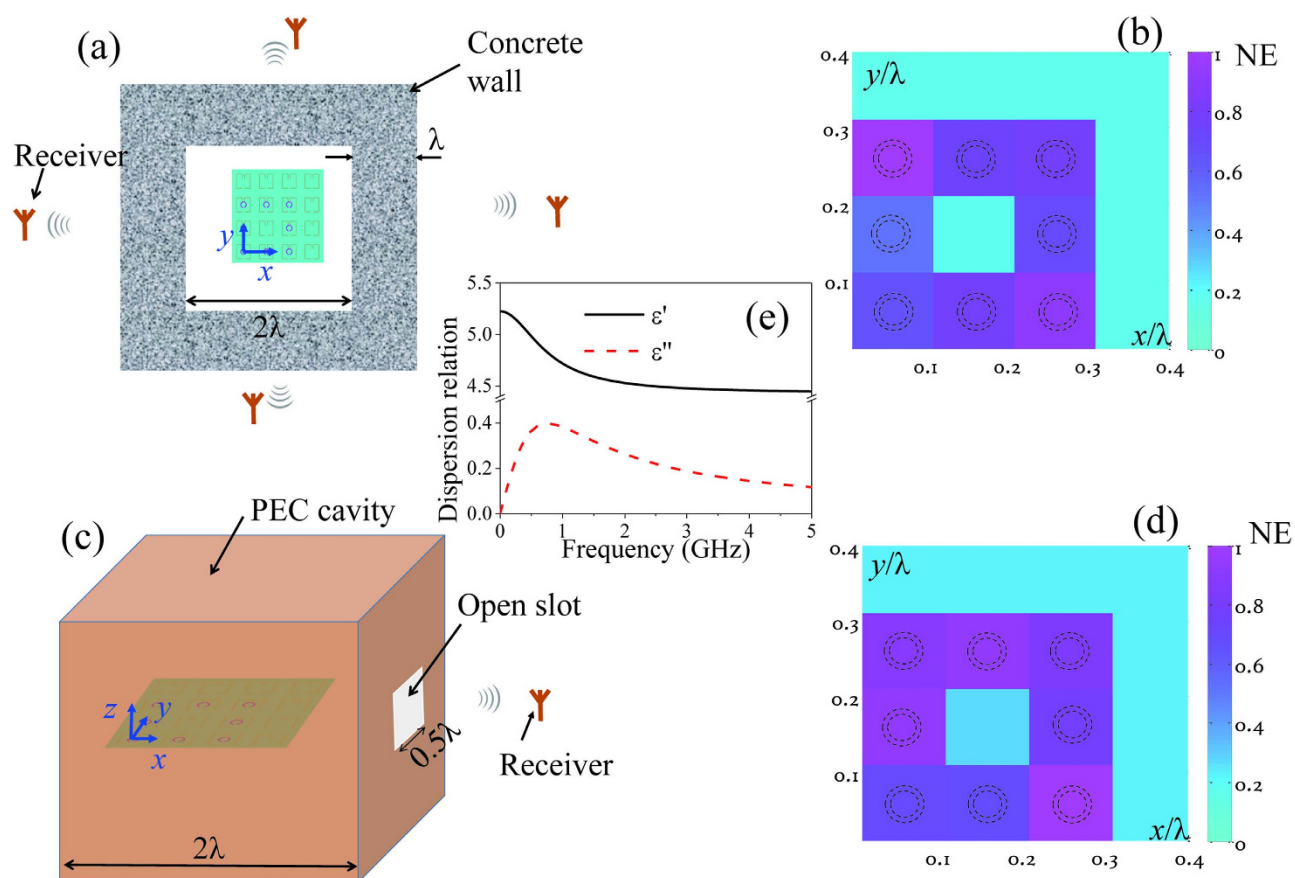 (a)
Concrete
wall
Receiver
λ
y
x
2λ
(b)
NE
y/λ
x/λ
0.4
0.3
0.2
0.1
0.1
0.2
0.3
0.4
1
0.8
0.6
0.4
0.2
0
(e)
ε'
ε''
Dispersion relation
5.5
5.0
4.5
0.4
0.2
0.0
0
1
2
3
4
5
Frequency (GHz)
(c)
PEC cavity
Open slot
0.5λ
Receiver
z
y
x
2λ
(d)
NE
y/λ
x/λ
0.4
0.3
0.2
0.1
0.1
0.2
0.3
0.4
1
0.8
0.6
0.4
0.2
0